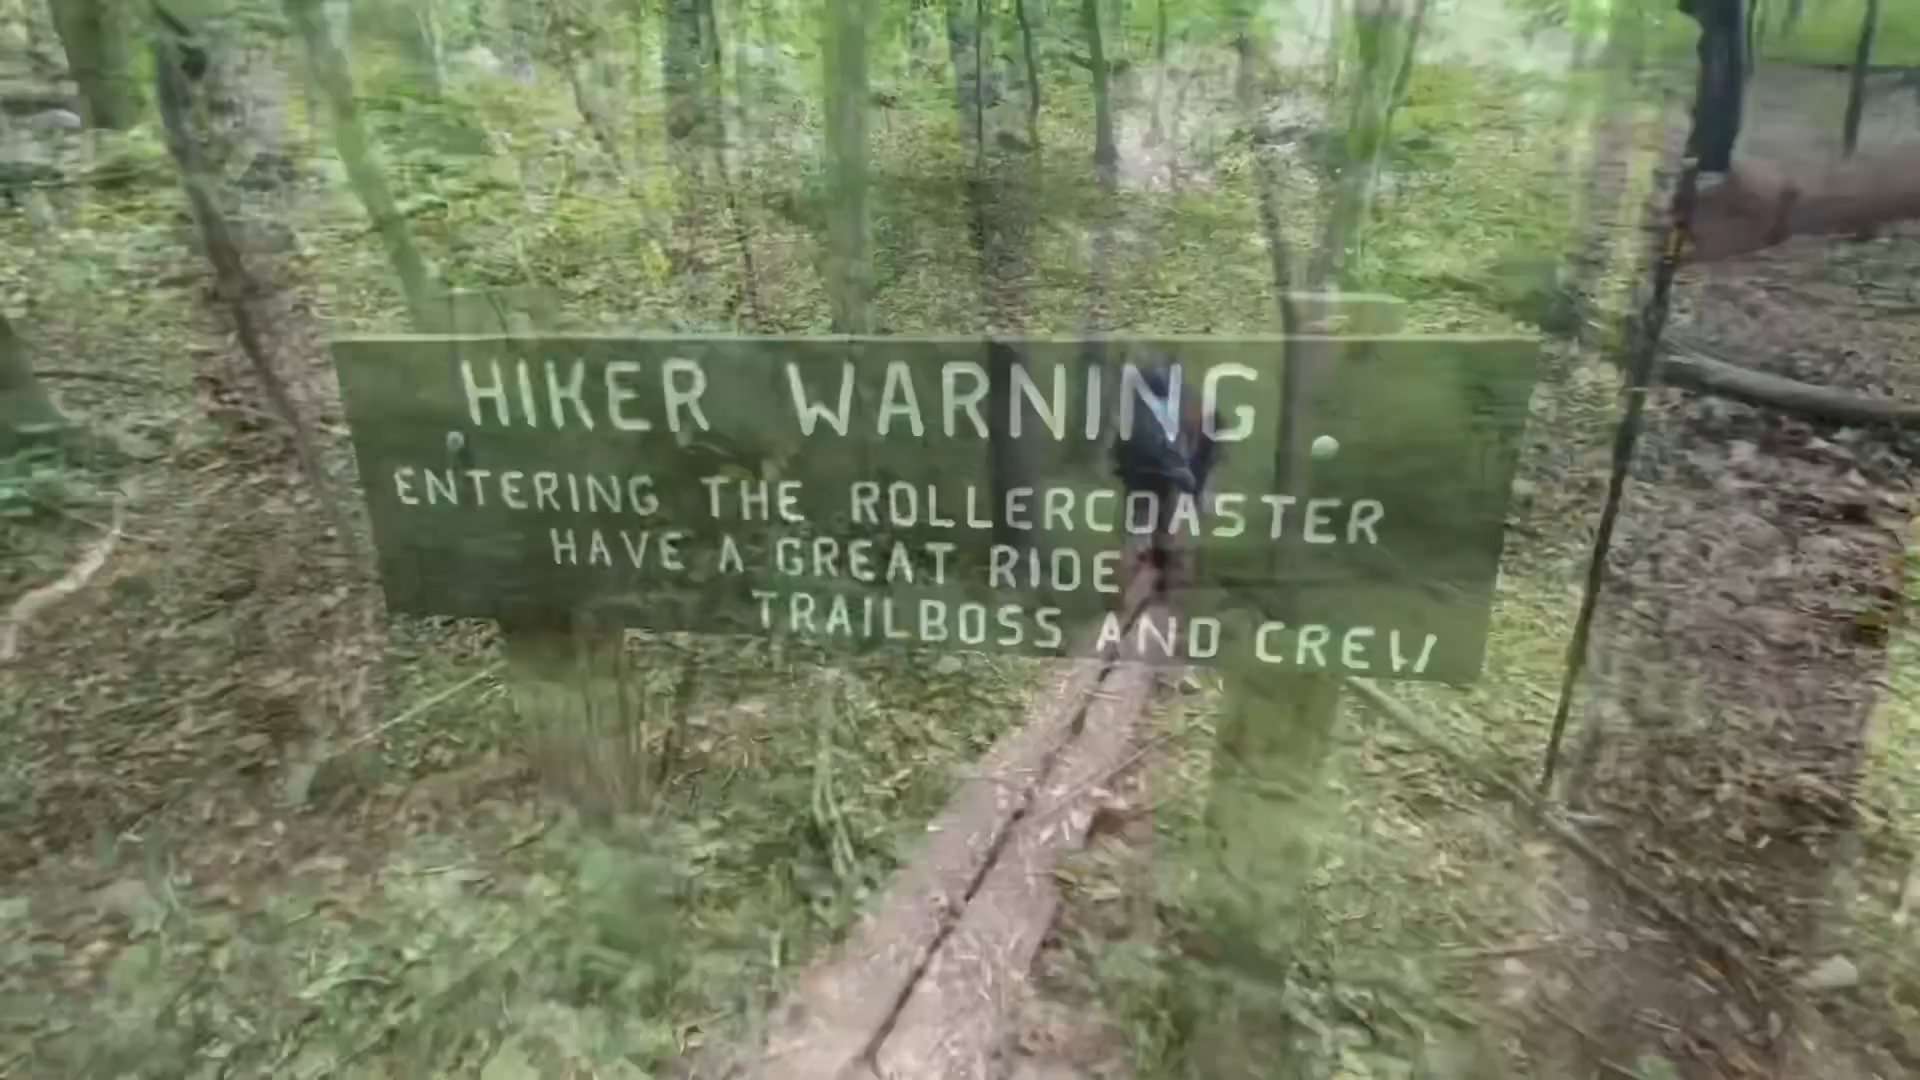 HIKER WARNING
ENTERING THE ROLLERCOASTER
HAVE A GREAT RIDE
TRAILBOSS AND CREW